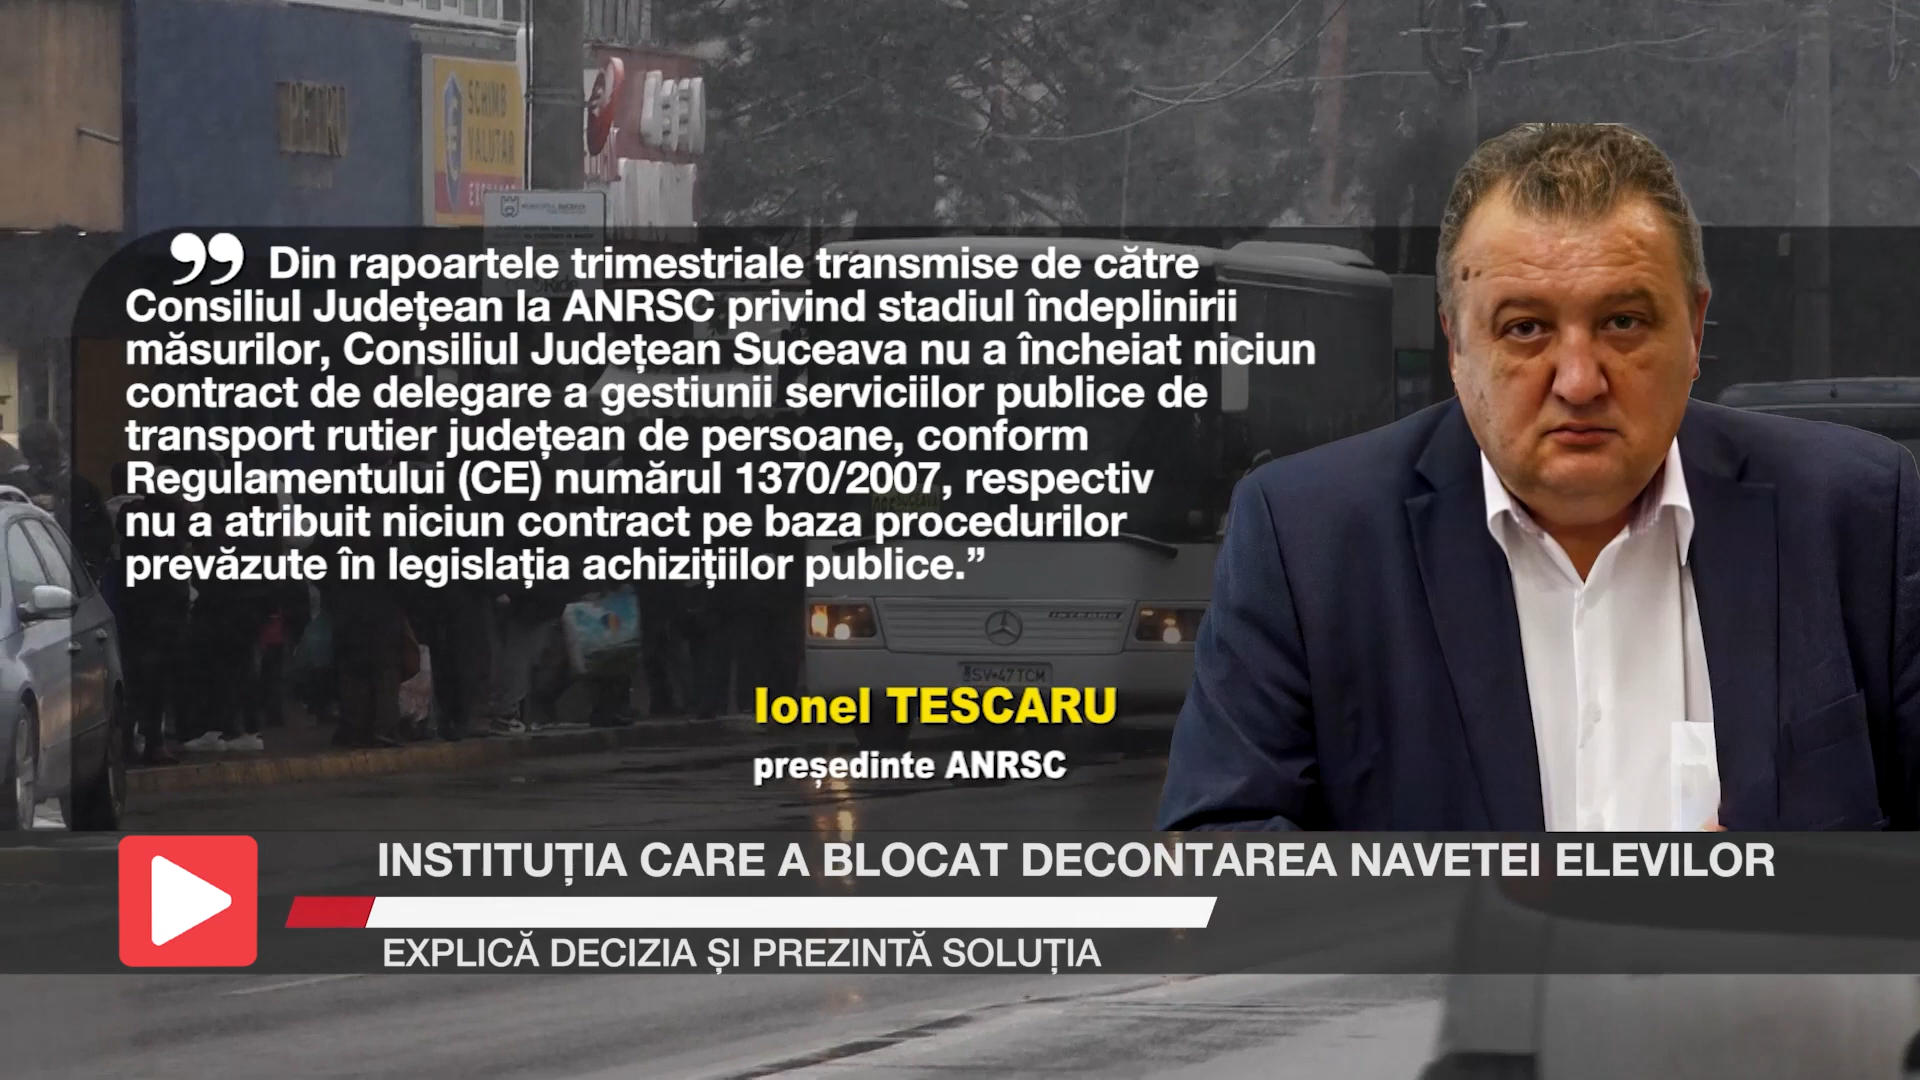 PETRU
SCHIMB
VALUTAR
” Din rapoartele trimestriale transmise de către
Consiliul Județean la ANRSC privind stadiul îndeplinirii
măsurilor, Consiliul Județean Suceava nu a încheiat niciun
contract de delegare a gestiunii serviciilor publice de
transport rutier județean de persoane, conform
Regulamentului (CE) numărul 1370/2007, respectiv
nu a atribuit niciun contract pe baza procedurilor
prevăzute în legislația achizițiilor publice.”
SV 47 TCM
Ionel TESCARU
președinte ANRSC
INSTITUȚIA CARE A BLOCAT DECONTAREA NAVETEI ELEVILOR
EXPLICĂ DECIZIA ȘI PREZINTĂ SOLUȚIA